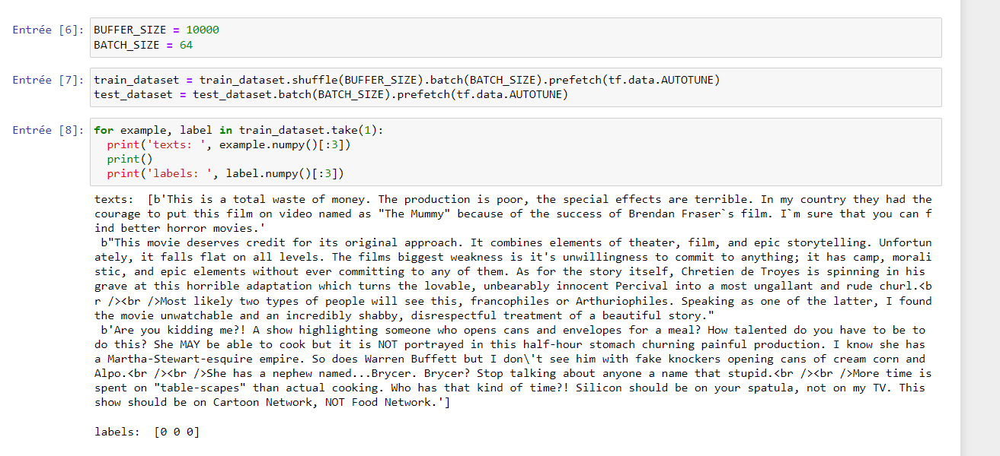 Entrée [6]: BUFFER_SIZE = 10000
BATCH_SIZE = 64
Entrée [7]: train_dataset = train_dataset.shuffle(BUFFER_SIZE).batch(BATCH_SIZE).prefetch(tf.data.AUTOTUNE)
test_dataset = test_dataset.batch(BATCH_SIZE).prefetch(tf.data.AUTOTUNE)
Entrée [8]: for example, label in train_dataset.take(1):
  print('texts: ', example.numpy()[:3])
  print()
  print('labels: ', label.numpy()[:3])
texts:  [b'This is a total waste of money. The production is poor, the special effects are terrible. In my country they had the
courage to put this film on video named as "The Mummy" because of the success of Brendan Fraser`s film. I`m sure that you can f
ind better horror movies.'
 b"This movie deserves credit for its original approach. It combines elements of theater, film, and epic storytelling. Unfortun
ately, it falls flat on all levels. The films biggest weakness is it's unwillingness to commit to anything; it has camp, morali
stic, and epic elements without ever committing to any of them. As for the story itself, Chretien de Troyes is spinning in his
grave at this horrible adaptation which turns the lovable, unbearably innocent Percival into a most ungallant and rude churl.<b
r /><br />Most likely two types of people will see this, francophiles or Arthuriophiles. Speaking as one of the latter, I found
the movie unwatchable and an incredibly shabby, disrespectful treatment of a beautiful story."
 b'Are you kidding me?! A show highlighting someone who opens cans and envelopes for a meal? How talented do you have to be to
do this? She MAY be able to cook but it is NOT portrayed in this half-hour stomach churning painful production. I know she has
a Martha-Stewart-esquire empire. So does Warren Buffett but I don\'t see him with fake knockers opening cans of cream corn and
Alpo.<br /><br />She has a nephew named...Brycer. Brycer? Stop talking about anyone a name that stupid.<br /><br />More time is
spent on "table-scapes" than actual cooking. Who has that kind of time?! Silicon should be on your spatula, not on my TV. This
show should be on Cartoon Network, NOT Food Network.']
labels:  [0 0 0]